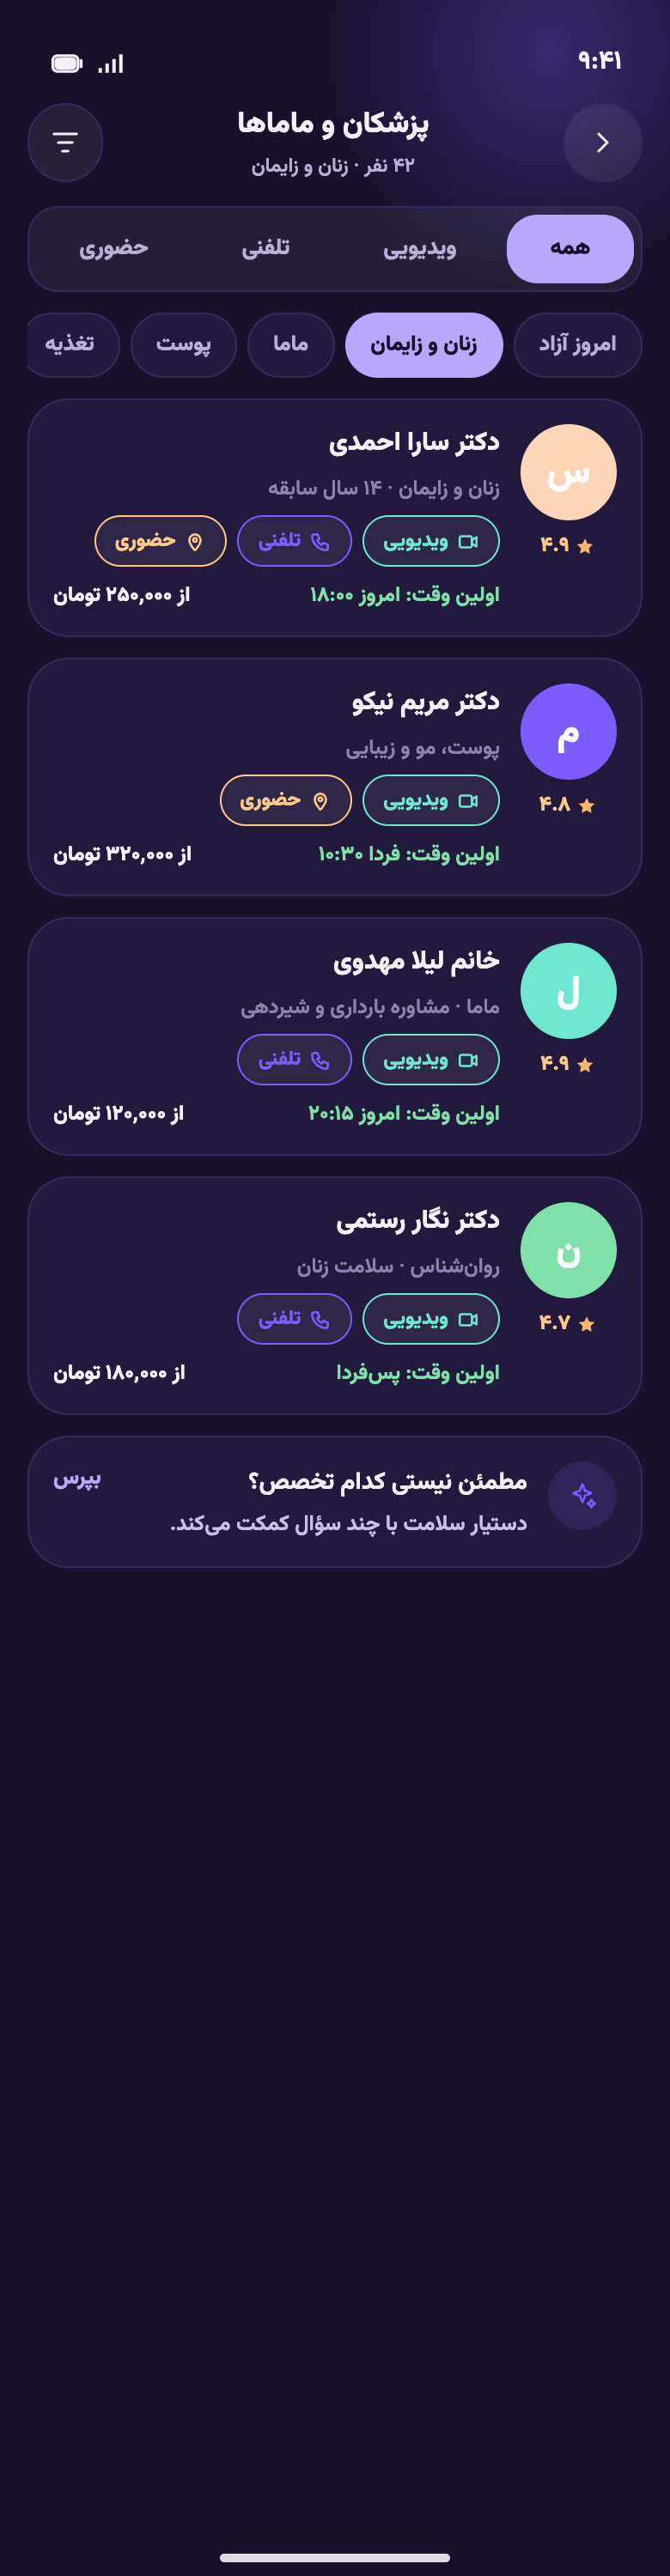 ۹:۴۱
پزشکان و ماماها
۴۲ نفر · زنان و زایمان
همه ویدیویی تلفنی حضوری
امروز آزاد زنان و زایمان ماما پوست تغذیه
س
دکتر سارا احمدی
زنان و زایمان · ۱۴ سال سابقه
۴.۹
ویدیویی تلفنی حضوری
اولین وقت: امروز ۱۸:۰۰ از ۲۵۰,۰۰۰ تومان
م
دکتر مریم نیکو
پوست، مو و زیبایی
۴.۸
ویدیویی حضوری
اولین وقت: فردا ۱۰:۳۰ از ۳۲۰,۰۰۰ تومان
ل
خانم لیلا مهدوی
ماما · مشاوره بارداری و شیردهی
۴.۹
ویدیویی تلفنی
اولین وقت: امروز ۲۰:۱۵ از ۱۲۰,۰۰۰ تومان
ن
دکتر نگار رستمی
روان‌شناس · سلامت زنان
۴.۷
ویدیویی تلفنی
اولین وقت: پس‌فردا از ۱۸۰,۰۰۰ تومان
مطمئن نیستی کدام تخصص؟ بپرس
دستیار سلامت با چند سؤال کمکت می‌کند.